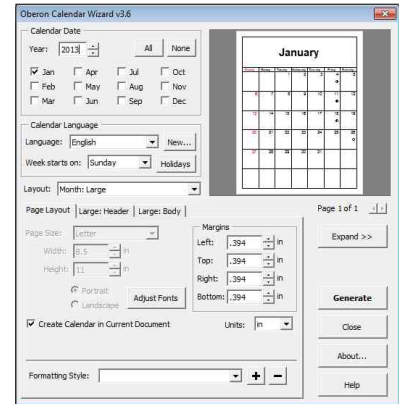 Oberon Calendar Wizard v3.6
Calendar Date
Year: 2013 All None
Jan Apr Jul Oct
Feb May Aug Nov
Mar Jun Sep Dec
Calendar Language
Language: English New...
Week starts on: Sunday Holidays
Layout: Month: Large
January
Page Layout Large: Header Large: Body
Page 1 of 1
Page Size: Letter
Width: 8.5 in
Height: 11 in
Portrait
Landscape
Adjust Fonts
Margins
Left: .394 in
Top: .394 in
Right: .394 in
Bottom: .394 in
Expand >>
Generate
Create Calendar in Current Document
Units: in
Close
About...
Formatting Style: + −
Help